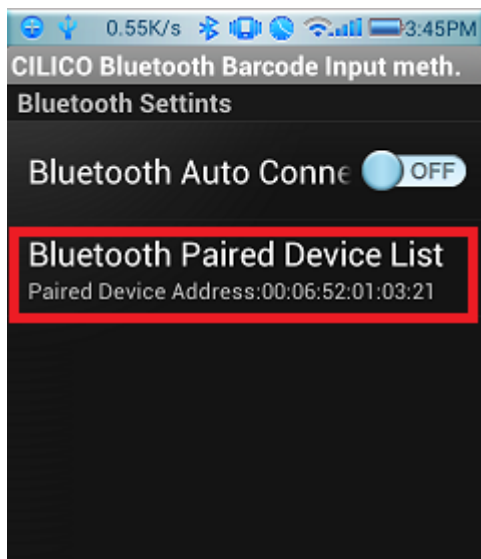 0.55K/s 3:45PM
CILICO Bluetooth Barcode Input meth.
Bluetooth Settints
Bluetooth Auto Conne OFF
Bluetooth Paired Device List
Paired Device Address:00:06:52:01:03:21